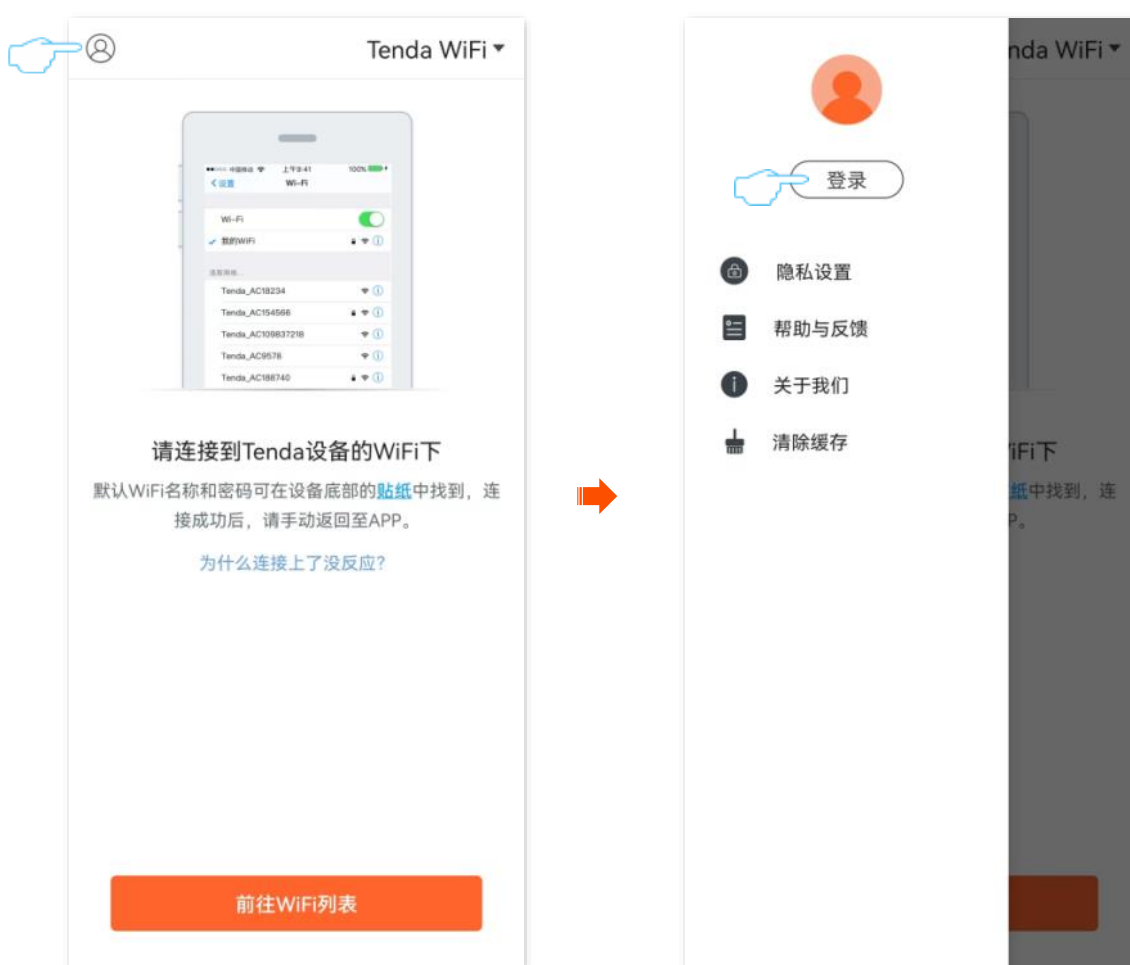 Tenda WiFi
中国移动 上午9:41 100%
设置 Wi-Fi
Wi-Fi
我的WiFi
Tenda_AC18234
Tenda_AC154566
Tenda_AC109837218
Tenda_AC9578
Tenda_AC188740
请连接到Tenda设备的WiFi下
默认WiFi名称和密码可在设备底部的贴纸中找到，连
接成功后，请手动返回至APP。
为什么连接上了没反应?
前往WiFi列表
nda WiFi
登录
隐私设置
帮助与反馈
关于我们
清除缓存
iFi下
纸中找到，连
P。